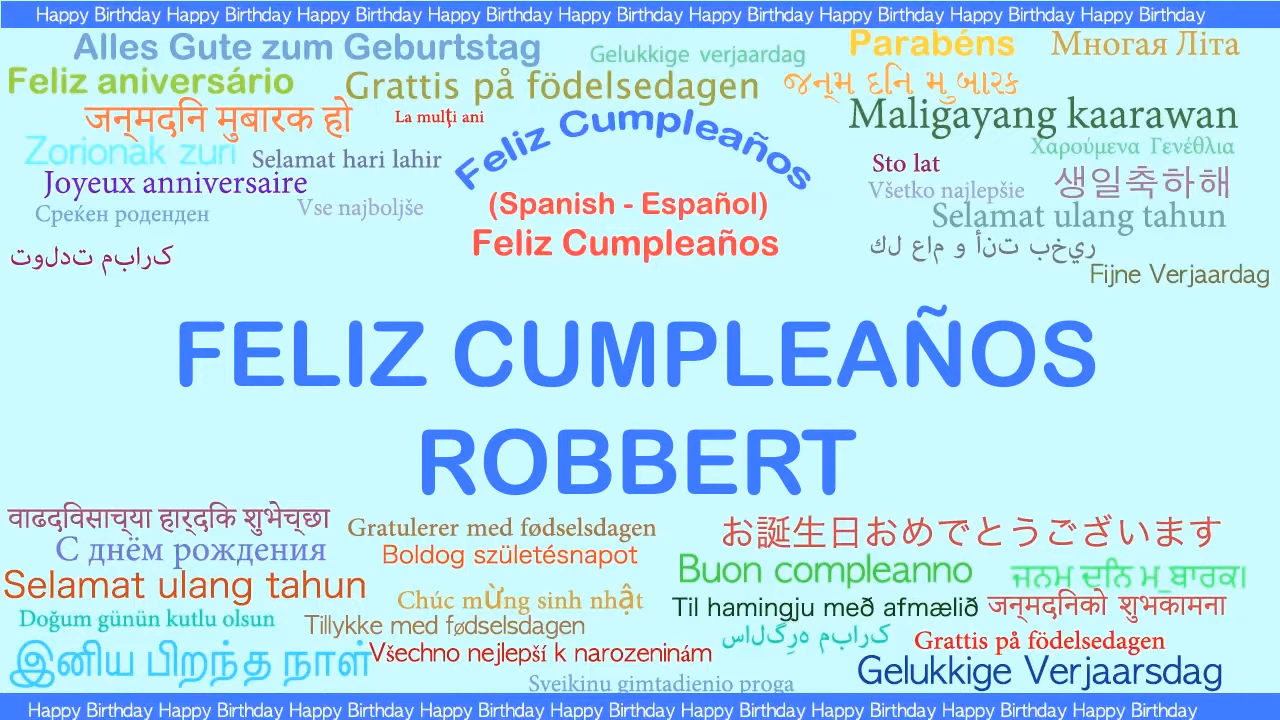 Happy Birthday Happy Birthday Happy Birthday Happy Birthday Happy Birthday Happy Birthday Happy Birthday Happy Birthday Happy Birthday
Alles Gute zum Geburtstag
Gelukkige verjaardag
Parabéns
Многая Літа
Feliz aniversário
Grattis på födelsedagen
જન્મ દિન મુબારક
जन्मदिन मुबारक हो
La mulţi ani
Feliz Cumpleaños
Maligayang kaarawan
Zorionak zuri
Selamat hari lahir
Χαρούμενα Γενέθλια
Sto lat
Joyeux anniversaire
Všetko najlepšie
생일축하해
Среќен роденден
Vse najboljše
(Spanish - Español)
Selamat ulang tahun
Feliz Cumpleaños
تولدت مبارک
كل عام و أنت بخير
Fijne Verjaardag
FELIZ CUMPLEAÑOS
ROBBERT
वाढदिवसाच्या हार्दिक शुभेच्छा
Gratulerer med fødselsdagen
お誕生日おめでとうございます
С днём рождения
Boldog születésnapot
Buon compleanno
ਜਨਮ ਦਿਨ ਮੁਬਾਰਕ।
Selamat ulang tahun
Chúc mừng sinh nhật
Til hamingju með afmælið
जन्मदिनको शुभकामना
Doğum günün kutlu olsun
Tillykke med fødselsdagen
سالگرہ مبارک
Grattis på födelsedagen
இனிய பிறந்த நாள்
Všechno nejlepší k narozeninám
Gelukkige Verjaarsdag
Sveikinu gimtadienio proga
Happy Birthday Happy Birthday Happy Birthday Happy Birthday Happy Birthday Happy Birthday Happy Birthday Happy Birthday Happy Birthday